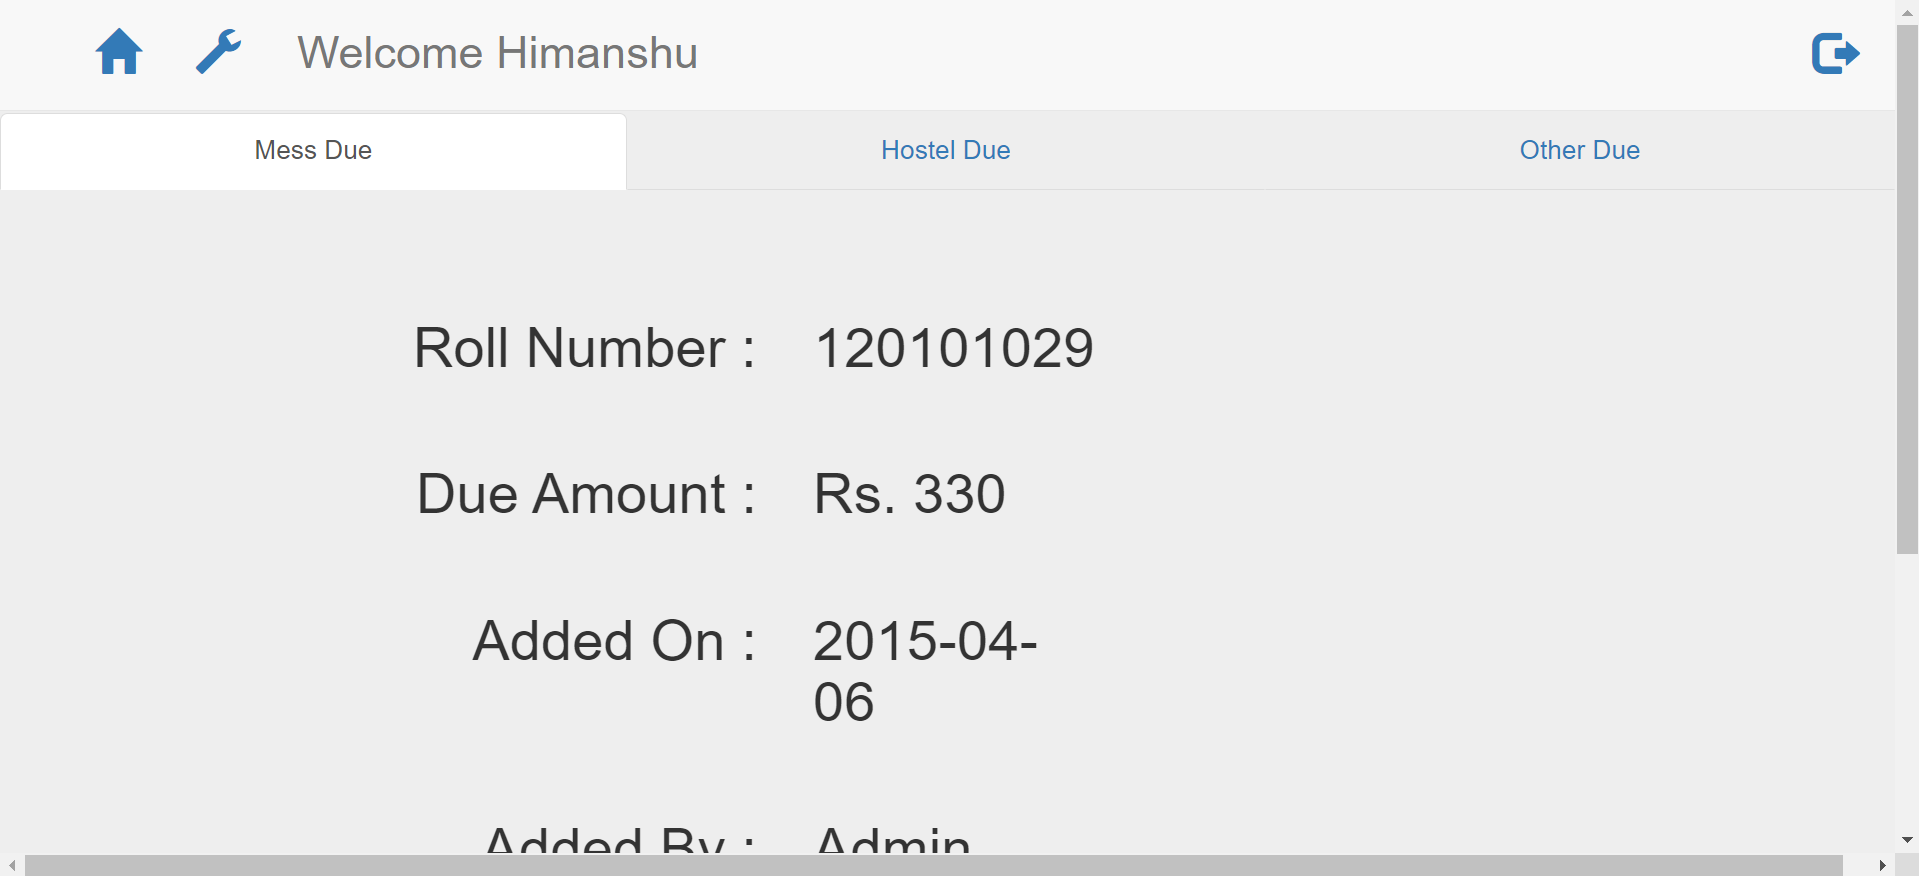 Welcome Himanshu
Mess Due Hostel Due Other Due
Roll Number : 120101029
Due Amount : Rs. 330
Added On : 2015-04-
06
Added By : Admin